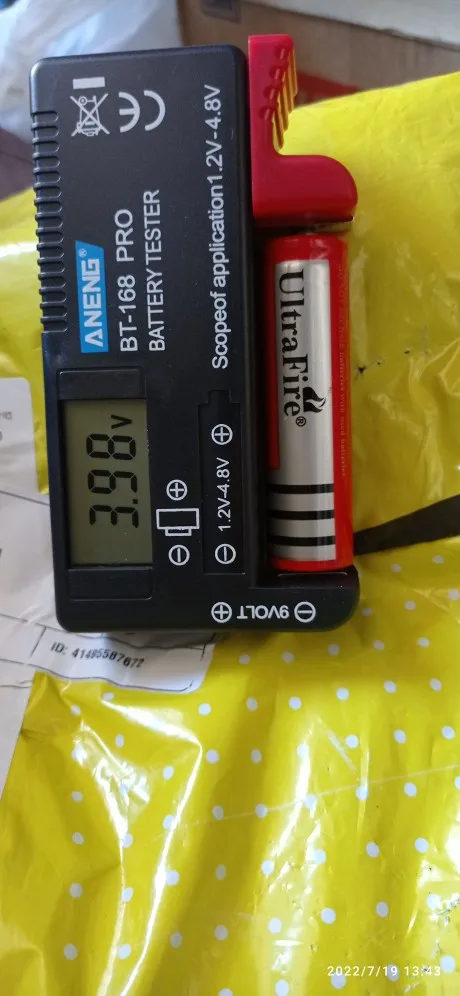 ANENG®
BT-168 PRO
BATTERY TESTER
Scopeof application1.2V-4.8V
3.98V
1.2V-4.8V
9VOLT
UltraFire®
ID: 41485587672
2022/7/19 13:43